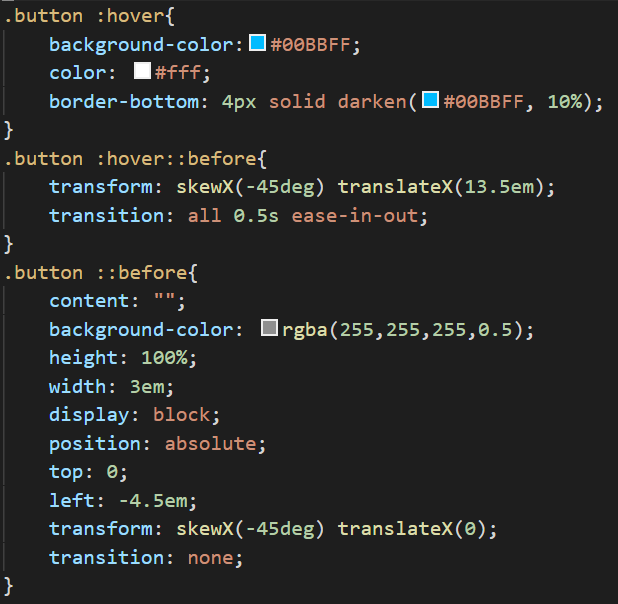 .button :hover{
background-color: #00BBFF;
color: #fff;
border-bottom: 4px solid darken( #00BBFF, 10%);
}
.button :hover::before{
transform: skewX(-45deg) translateX(13.5em);
transition: all 0.5s ease-in-out;
}
.button ::before{
content: "";
background-color: rgba(255,255,255,0.5);
height: 100%;
width: 3em;
display: block;
position: absolute;
top: 0;
left: -4.5em;
transform: skewX(-45deg) translateX(0);
transition: none;
}